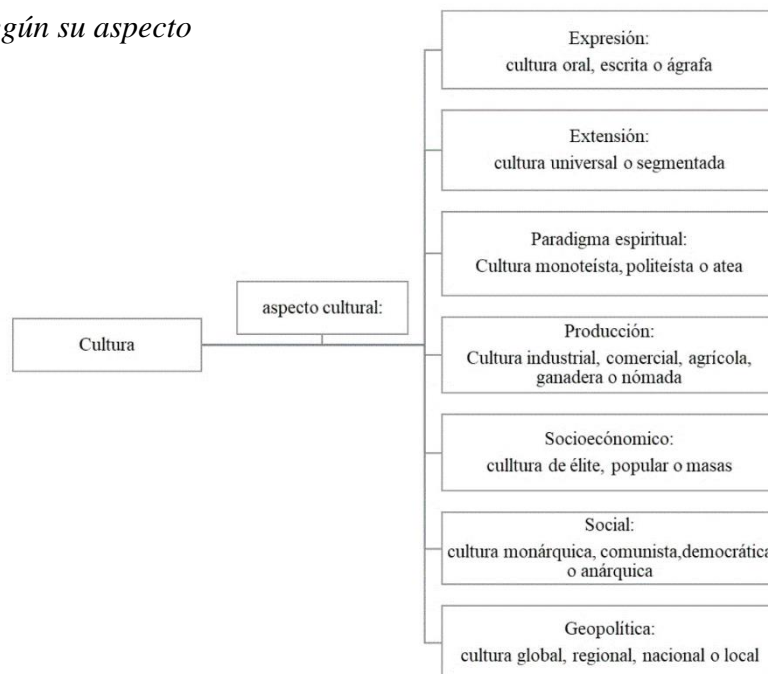 según su aspecto
Expresión:
cultura oral, escrita o ágrafa
Extensión:
cultura universal o segmentada
Paradigma espiritual:
Cultura monoteísta, politeísta o atea
aspecto cultural:
Cultura
Producción:
Cultura industrial, comercial, agrícola,
ganadera o nómada
Socioecónomico:
culltura de élite, popular o masas
Social:
cultura monárquica, comunista,democrática
o anárquica
Geopolítica:
cultura global, regional, nacional o local